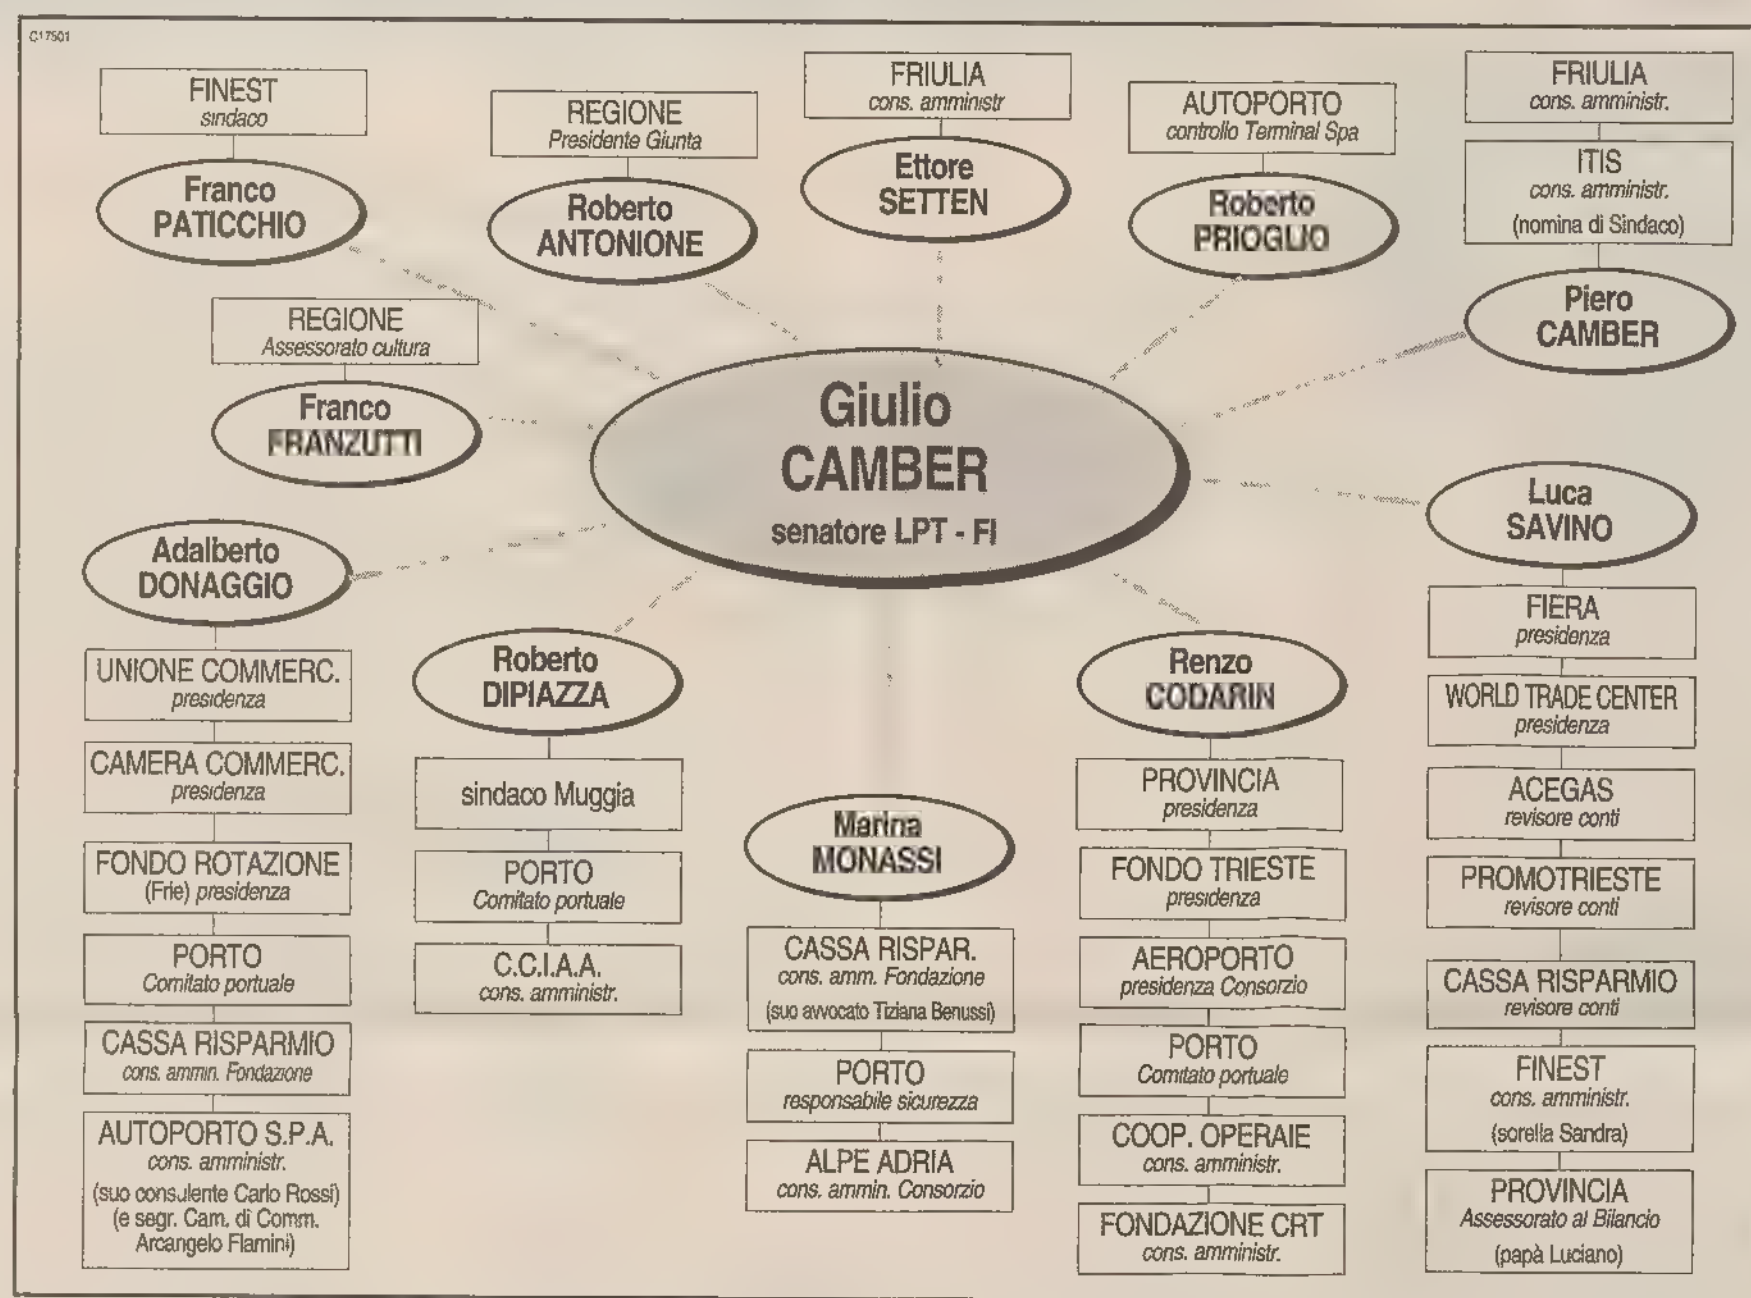 C17501
FINEST
sindaco
Franco
PATICCHIO
REGIONE
Presidente Giunta
Roberto
ANTONIONE
FRIULIA
cons. amministr
Ettore
SETTEN
AUTOPORTO
controllo Terminal Spa
Roberto
PRIOGLIO
FRIULIA
cons. amministr.
ITIS
cons. amministr.
(nomina di Sindaco)
Piero
CAMBER
REGIONE
Assessorato cultura
Franco
FRANZUTTI
Giulio
CAMBER
senatore LPT - FI
Adalberto
DONAGGIO
UNIONE COMMERC.
presidenza
CAMERA COMMERC.
presidenza
FONDO ROTAZIONE
(Frie) presidenza
PORTO
Comitato portuale
CASSA RISPARMIO
cons. ammin. Fondazione
AUTOPORTO S.P.A.
cons. amministr.
(suo consulente Carlo Rossi)
(e segr. Cam. di Comm.
Arcangelo Flamini)
Roberto
DIPIAZZA
sindaco Muggia
PORTO
Comitato portuale
C.C.I.A.A.
cons. amministr.
Marina
MONASSI
CASSA RISPAR.
cons. amm. Fondazione
(suo avvocato Tiziana Benussi)
PORTO
responsabile sicurezza
ALPE ADRIA
cons. ammin. Consorzio
Renzo
CODARIN
PROVINCIA
presidenza
FONDO TRIESTE
presidenza
AEROPORTO
presidenza Consorzio
PORTO
Comitato portuale
COOP. OPERAIE
cons. amministr.
FONDAZIONE CRT
cons. amministr.
Luca
SAVINO
FIERA
presidenza
WORLD TRADE CENTER
presidenza
ACEGAS
revisore conti
PROMOTRIESTE
revisore conti
CASSA RISPARMIO
revisore conti
FINEST
cons. amministr.
(sorella Sandra)
PROVINCIA
Assessorato al Bilancio
(papà Luciano)